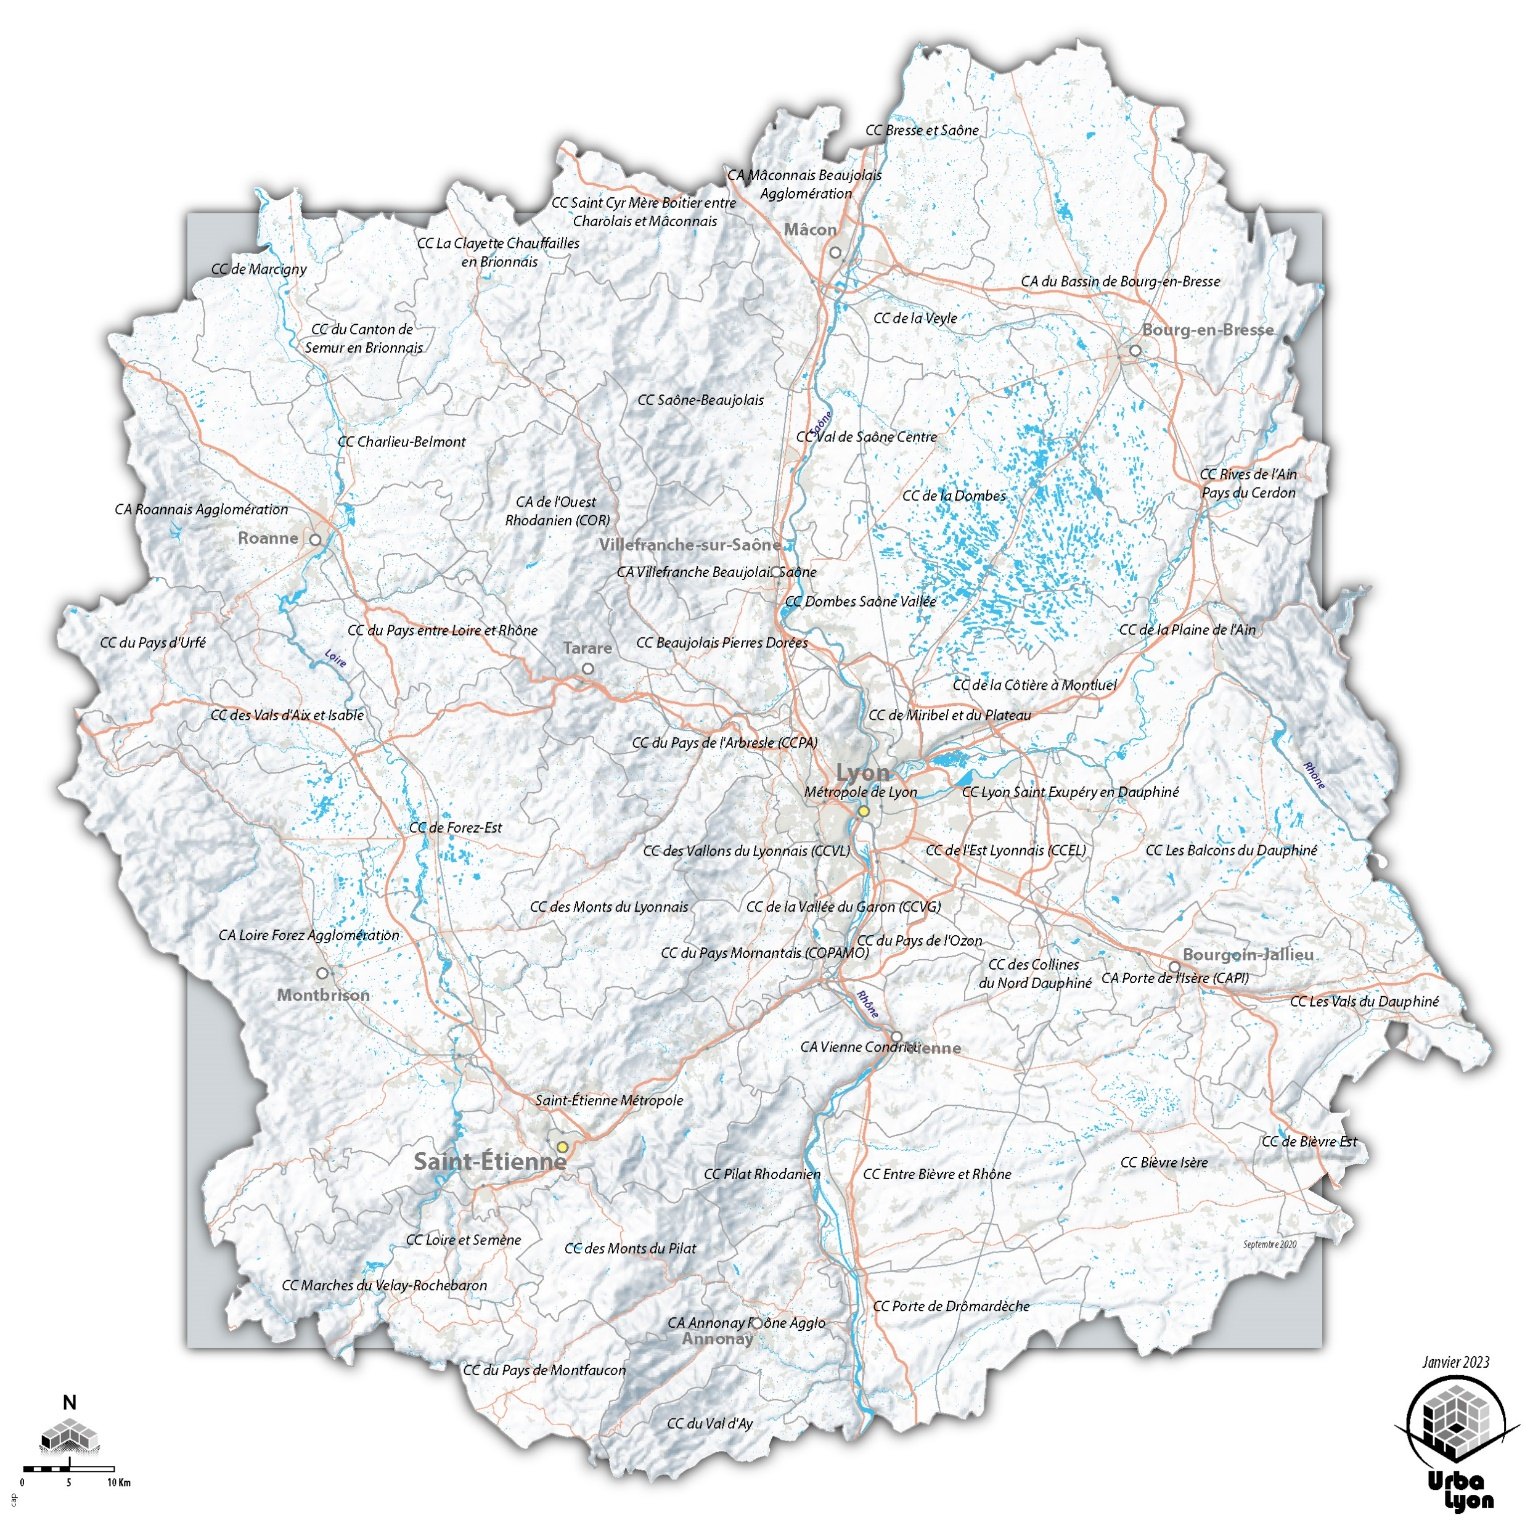 CC Bresse et Saône
CA Mâconnais Beaujolais
Agglomération
CC Saint Cyr Mère Boitier entre
Charolais et Mâconnais
Mâcon
CC La Clayette Chauffailles
en Brionnais
CC de Marcigny
CA du Bassin de Bourg-en-Bresse
CC de la Veyle
CC du Canton de
Semur en Brionnais
Bourg-en-Bresse
CC Saône-Beaujolais
Saône
CC Val de Saône Centre
CC Charlieu-Belmont
CC Rives de l'Ain
Pays du Cerdon
CC de la Dombes
CA de l'Ouest
Rhodanien (COR)
CA Roannais Agglomération
Roanne
Villefranche-sur-Saône
CA Villefranche Beaujolais Saône
CC Dombes Saône Vallée
CC du Pays entre Loire et Rhône
CC de la Plaine de l'Ain
CC du Pays d'Urfé
CC Beaujolais Pierres Dorées
Tarare
Loire
CC de la Côtière à Montluel
CC des Vals d'Aix et Isable
CC de Miribel et du Plateau
CC du Pays de l'Arbresle (CCPA)
Lyon
Rhône
Métropole de Lyon
CC Lyon Saint Exupéry en Dauphiné
CC de Forez-Est
CC des Vallons du Lyonnais (CCVL)
CC de l'Est Lyonnais (CCEL)
CC Les Balcons du Dauphiné
CC des Monts du Lyonnais
CC de la Vallée du Garon (CCVG)
CA Loire Forez Agglomération
CC du Pays de l'Ozon
CC du Pays Mornantais (COPAMO)
Bourgoin-Jallieu
CC des Collines
du Nord Dauphiné
CA Porte de l'Isère (CAPI)
Montbrison
Rhône
CC Les Vals du Dauphiné
CA Vienne Condrieu
Vienne
Saint-Étienne Métropole
CC de Bièvre Est
Saint-Étienne
CC Bièvre Isère
CC Pilat Rhodanien
CC Entre Bièvre et Rhône
CC Loire et Semène
CC des Monts du Pilat
Septembre 2020
CC Marches du Velay-Rochebaron
CC Porte de Drômardèche
CA Annonay Rhône Agglo
Annonay
CC du Pays de Montfaucon
CC du Val d'Ay
Janvier 2023
N
0 5 10 Km
cap
Urba
Lyon